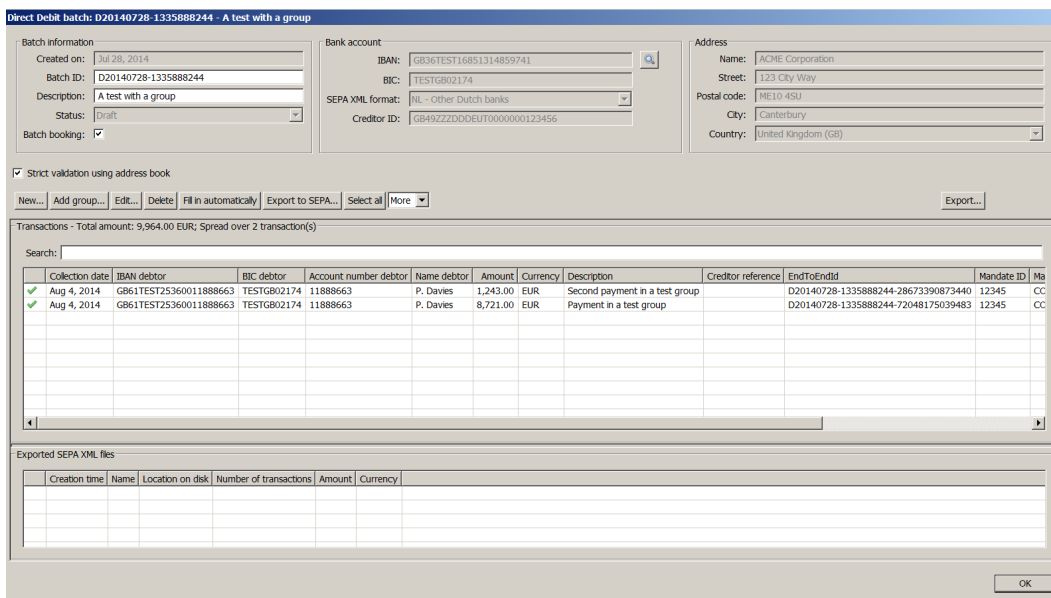 Direct Debit batch: D20140728-1335888244 - A test with a group
Batch information
Created on: Jul 28, 2014
Batch ID: D20140728-1335888244
Description: A test with a group
Status: Draft
Batch booking:
Bank account
IBAN: GB36TEST16851314859741
BIC: TESTGB02174
SEPA XML format: NL - Other Dutch banks
Creditor ID: GB49ZZZDDDEUT0000000123456
Address
Name: ACME Corporation
Street: 123 City Way
Postal code: ME10 4SU
City: Canterbury
Country: United Kingdom (GB)
Strict validation using address book
New... Add group... Edit... Delete Fill in automatically Export to SEPA... Select all More Export...
Transactions - Total amount: 9,964.00 EUR; Spread over 2 transaction(s)
Search:
Collection date IBAN debtor BIC debtor Account number debtor Name debtor Amount Currency Description Creditor reference EndToEndId Mandate ID Ma
Aug 4, 2014 GB61TEST25360011888663 TESTGB02174 11888663 P. Davies 1,243.00 EUR Second payment in a test group D20140728-1335888244-28673390873440 12345 CO
Aug 4, 2014 GB61TEST25360011888663 TESTGB02174 11888663 P. Davies 8,721.00 EUR Payment in a test group D20140728-1335888244-72048175039483 12345 CO
Exported SEPA XML files
Creation time Name Location on disk Number of transactions Amount Currency
OK